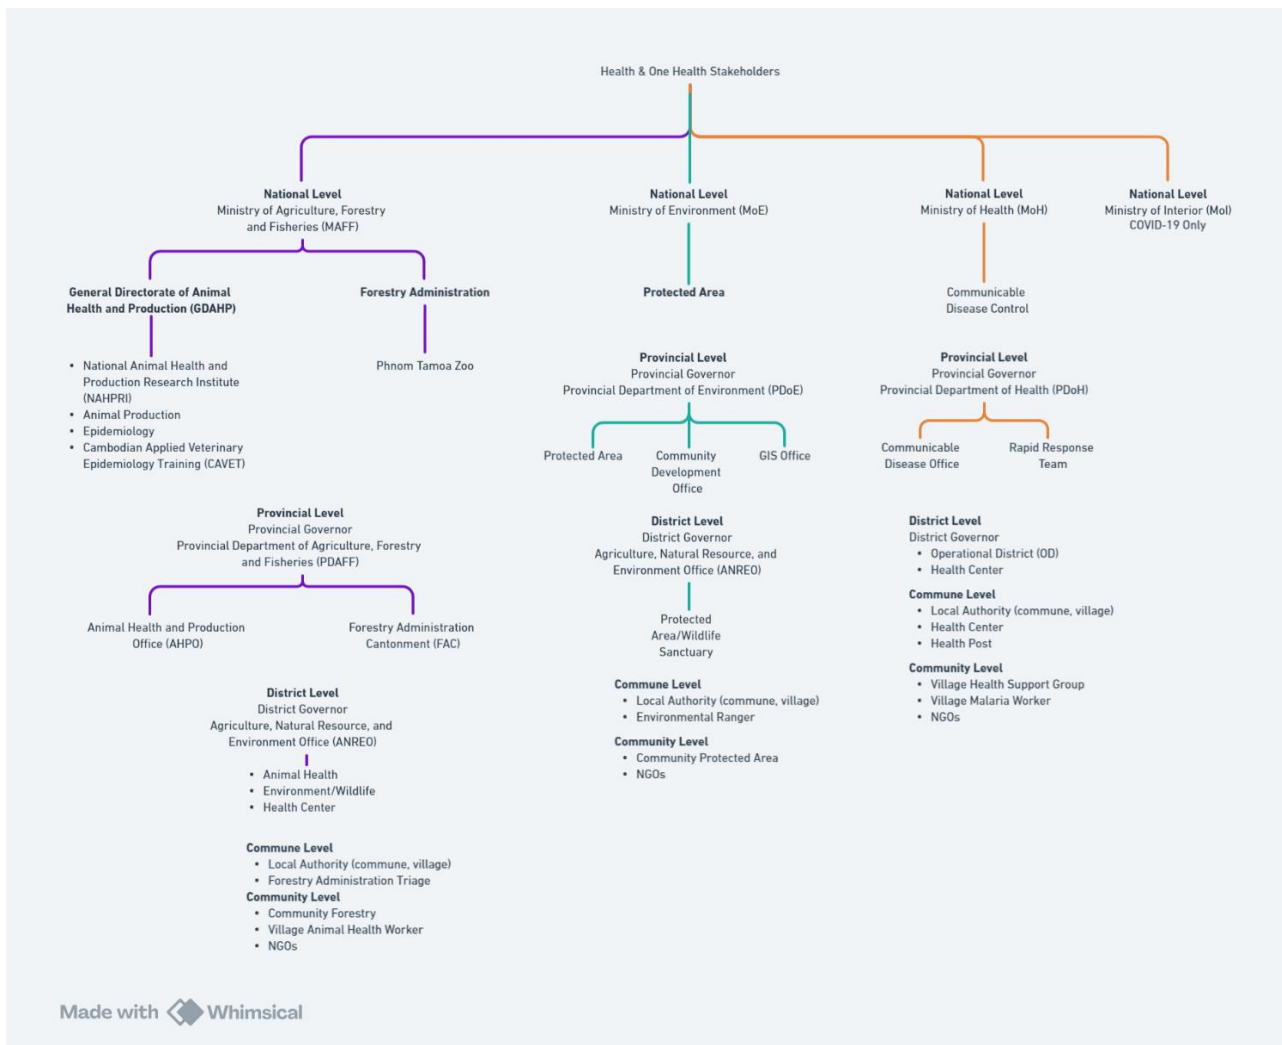 Health & One Health Stakeholders
National Level
Ministry of Agriculture, Forestry
and Fisheries (MAFF)
General Directorate of Animal
Health and Production (GDAHP)
• National Animal Health and
Production Research Institute
(NAHPRI)
• Animal Production
• Epidemiology
• Cambodian Applied Veterinary
Epidemiology Training (CAVET)
Forestry Administration
Phnom Tamoa Zoo
Provincial Level
Provincial Governor
Provincial Department of Agriculture, Forestry
and Fisheries (PDAFF)
Animal Health and Production
Office (AHPO)
Forestry Administration
Cantonment (FAC)
District Level
District Governor
Agriculture, Natural Resource, and
Environment Office (ANREO)
• Animal Health
• Environment/Wildlife
• Health Center
Commune Level
• Local Authority (commune, village)
• Forestry Administration Triage
Community Level
• Community Forestry
• Village Animal Health Worker
• NGOs
National Level
Ministry of Environment (MoE)
Protected Area
Provincial Level
Provincial Governor
Provincial Department of Environment (PDoE)
Protected Area
Community
Development
Office
GIS Office
District Level
District Governor
Agriculture, Natural Resource, and
Environment Office (ANREO)
Protected
Area/Wildlife
Sanctuary
Commune Level
• Local Authority (commune, village)
• Environmental Ranger
Community Level
• Community Protected Area
• NGOs
National Level
Ministry of Health (MoH)
Communicable
Disease Control
Provincial Level
Provincial Governor
Provincial Department of Health (PDoH)
Communicable
Disease Office
Rapid Response
Team
District Level
District Governor
• Operational District (OD)
• Health Center
Commune Level
• Local Authority (commune, village)
• Health Center
• Health Post
Community Level
• Village Health Support Group
• Village Malaria Worker
• NGOs
National Level
Ministry of Interior (MoI)
COVID-19 Only
Made with Whimsical